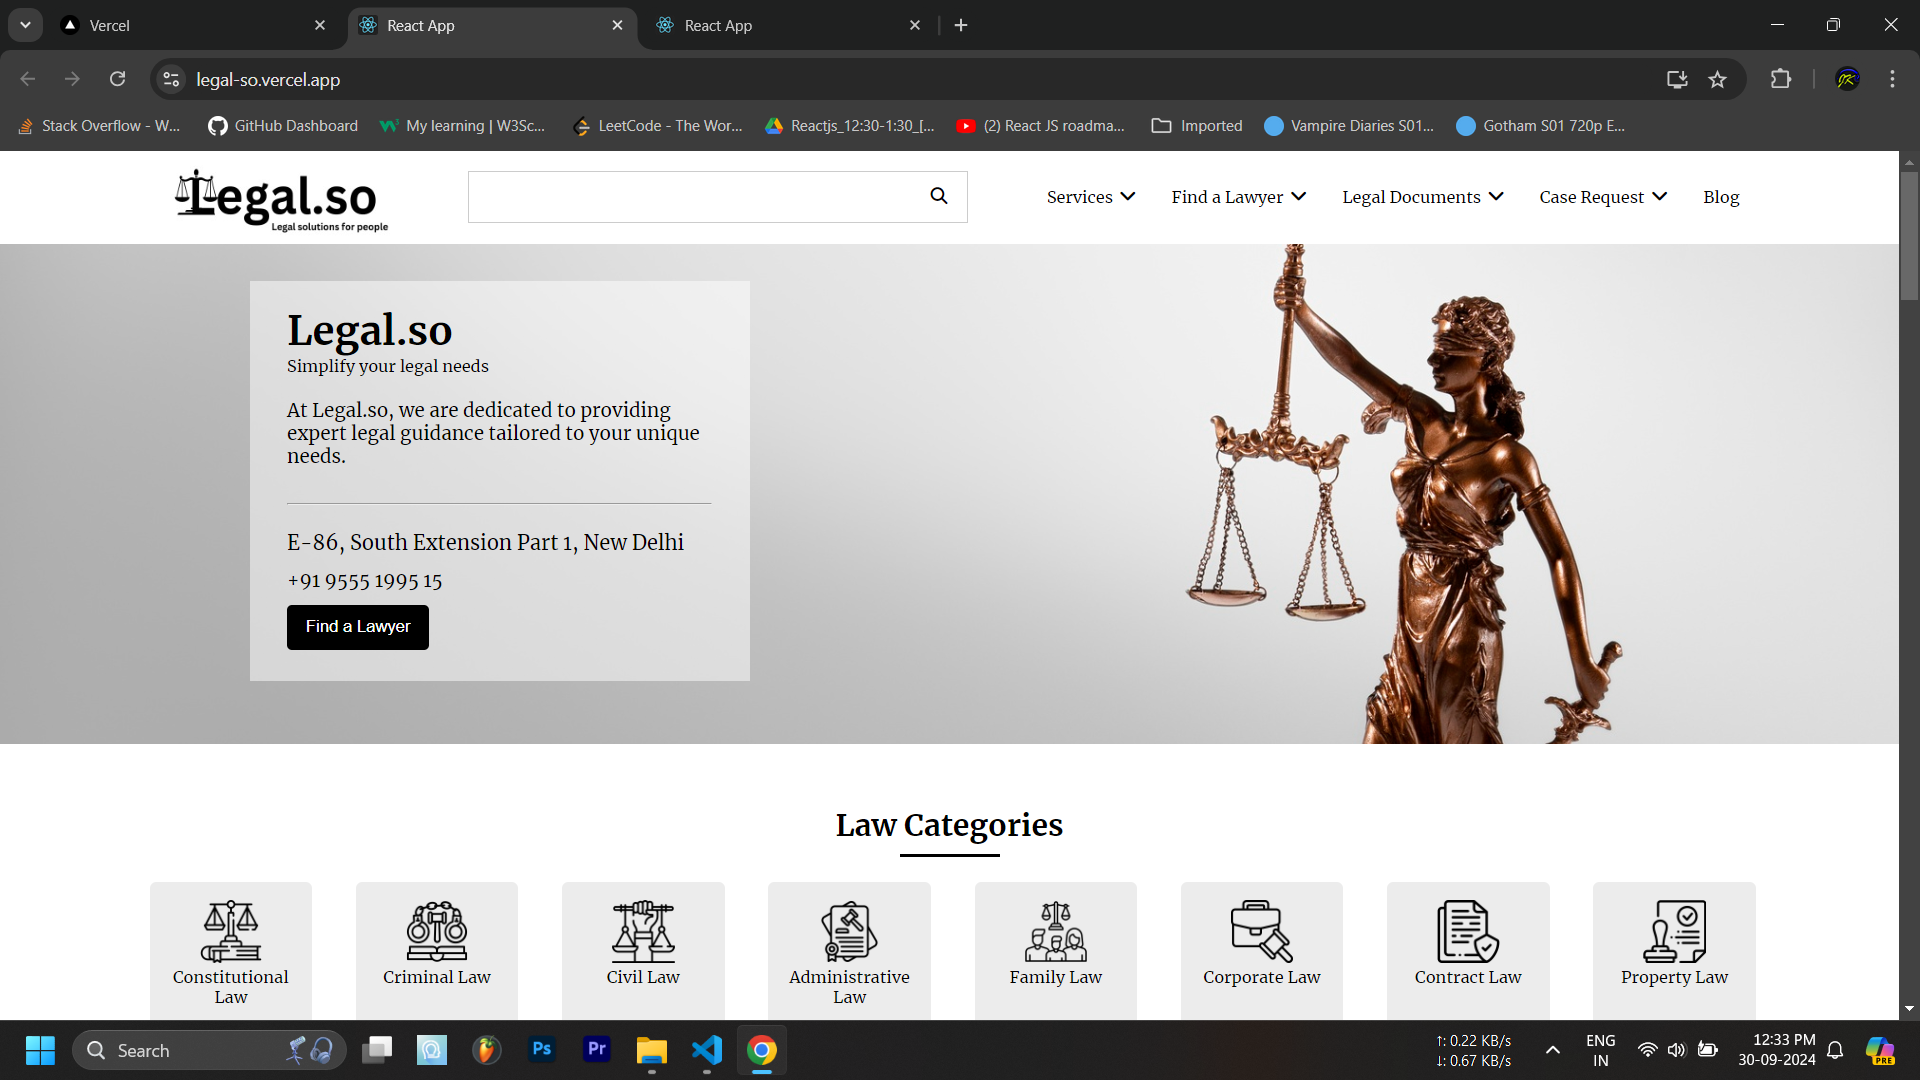 Vercel
React App
React App
legal-so.vercel.app
Stack Overflow - W...
GitHub Dashboard
My learning | W3Sc...
LeetCode - The Wor...
Reactjs_12:30-1:30_[...
(2) React JS roadma...
Imported
Vampire Diaries S01...
Gotham S01 720p E...
Legal.so
Legal solutions for people
Services
Find a Lawyer
Legal Documents
Case Request
Blog
Legal.so
Simplify your legal needs
At Legal.so, we are dedicated to providing
expert legal guidance tailored to your unique
needs.
E-86, South Extension Part 1, New Delhi
+91 9555 1995 15
Find a Lawyer
Law Categories
Constitutional
Law
Criminal Law
Civil Law
Administrative
Law
Family Law
Corporate Law
Contract Law
Property Law
Search
Ps
Pr
↑: 0.22 KB/s
↓: 0.67 KB/s
ENG
IN
12:33 PM
30-09-2024
PRE